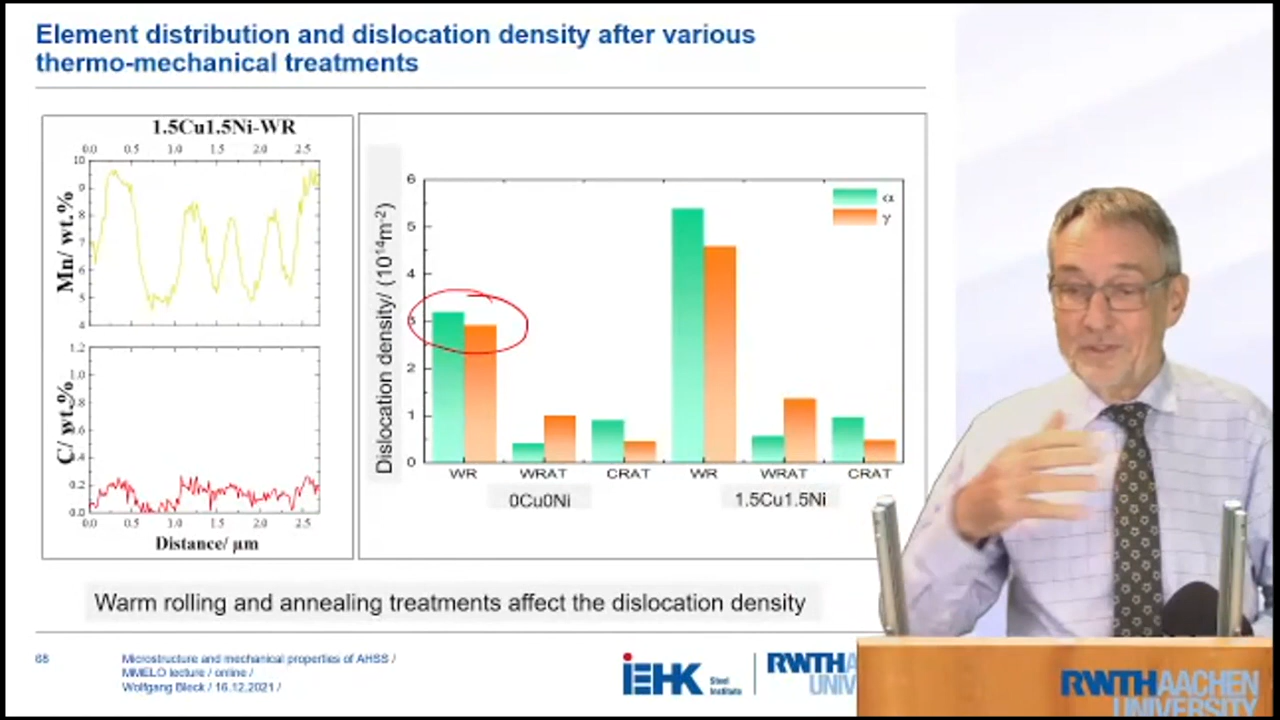 Element distribution and dislocation density after various
thermo-mechanical treatments
1.5Cu1.5Ni-WR
0.0 0.5 1.0 1.5 2.0 2.5
10
9
8
7
6
5
4
Mn/ wt.%
1.2
1.0
0.8
0.6
0.4
0.2
0.0
C/ wt.%
0.0 0.5 1.0 1.5 2.0 2.5
Distance/ µm
6
5
4
3
2
1
0
Dislocation density/ (10¹⁴m⁻²)
α
γ
WR WRAT CRAT WR WRAT CRAT
0Cu0Ni 1.5Cu1.5Ni
Warm rolling and annealing treatments affect the dislocation density
68
Microstructure and mechanical properties of AHSS /
MMELO lecture / online /
Wolfgang Bleck / 16.12.2021 /
iEHK Steel
Institute
RWTHA
UNIV
RWTHAACHEN
UNIVERSITY